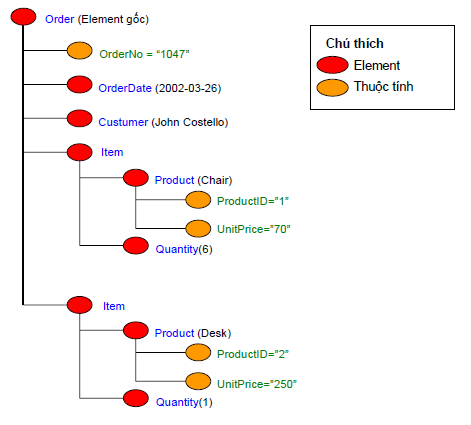 Order (Element gốc)
OrderNo = “1047”
OrderDate (2002-03-26)
Custumer (John Costello)
Item
Product (Chair)
ProductID=”1”
UnitPrice=”70”
Quantity(6)
Item
Product (Desk)
ProductID=”2”
UnitPrice=”250”
Quantity(1)
Chú thích
Element
Thuộc tính